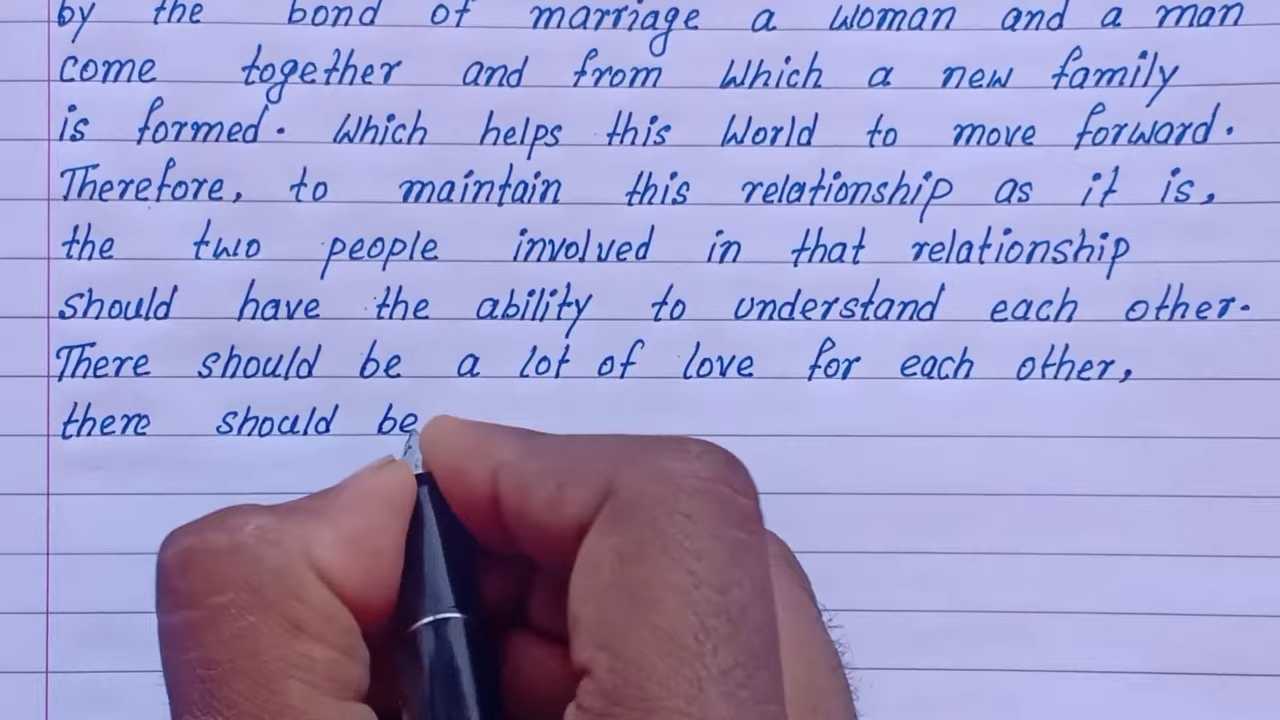 by the bond of marriage a woman and a man
come together and from which a new family
is formed. Which helps this World to move forward.
Therefore, to maintain this relationship as it is,
the two people involved in that relationship
should have the ability to understand each other.
There should be a lot of love for each other,
there should be